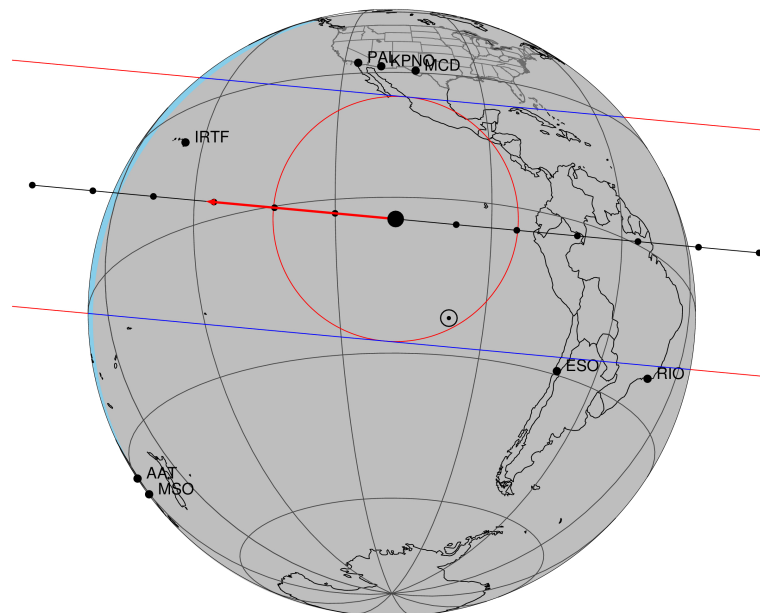 PAL KPNO MCD
IRTF
ESO
RIO
AAT
MSO